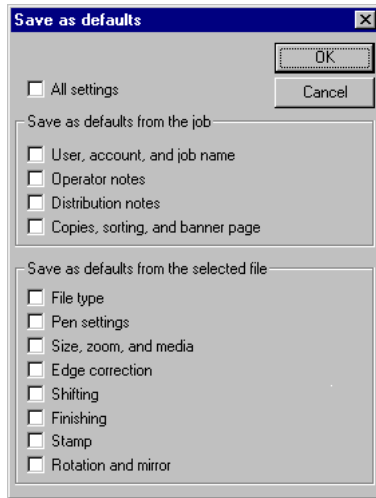 Save as defaults
OK
All settings
Cancel
Save as defaults from the job
User, account, and job name
Operator notes
Distribution notes
Copies, sorting, and banner page
Save as defaults from the selected file
File type
Pen settings
Size, zoom, and media
Edge correction
Shifting
Finishing
Stamp
Rotation and mirror